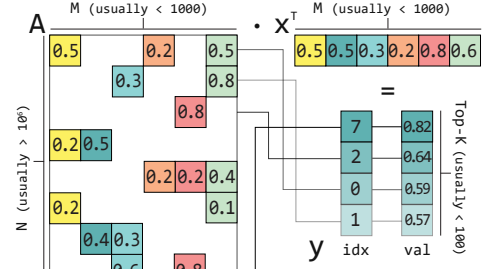 M (usually < 1000)
M (usually < 1000)
A
· xᵀ
0.5 0.2 0.5
0.5 0.5 0.3 0.2 0.8 0.6
0.3 0.8
=
0.8
7 0.82
0.2 0.5
2 0.64
0.2 0.2 0.4
0 0.59
0.2 0.1
1 0.57
0.4 0.3
y idx val
N (usually > 10⁶)
Top-K (usually < 100)